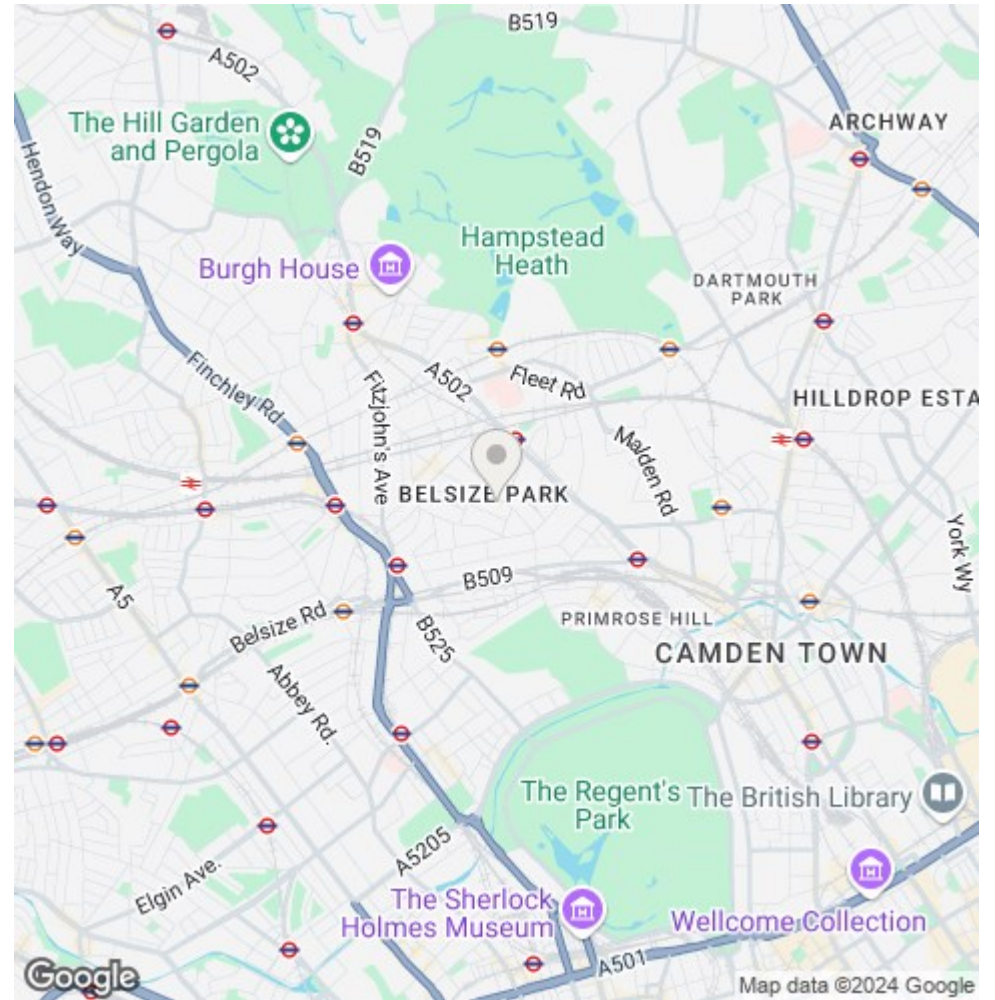 B519
A502
The Hill Garden
and Pergola
B519
ARCHWAY
Hendon Way
Hampstead
Heath
Burgh House
DARTMOUTH
PARK
Finchley Rd
Fitzjohn's Ave
A502
Fleet Rd
HILLDROP ESTA
Malden Rd
BELSIZE PARK
York Wy
A5
B509
Belsize Rd
B525
PRIMROSE HILL
CAMDEN TOWN
Abbey Rd.
The Regent's
Park
The British Library
A5205
Elgin Ave.
The Sherlock
Holmes Museum
Wellcome Collection
A501
Google
Map data ©2024 Google